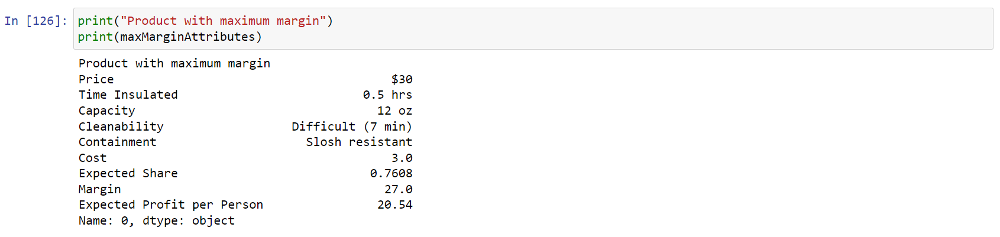 In [126]: print("Product with maximum margin")
print(maxMarginAttributes)
Product with maximum margin
Price $30
Time Insulated 0.5 hrs
Capacity 12 oz
Cleanability Difficult (7 min)
Containment Slosh resistant
Cost 3.0
Expected Share 0.7608
Margin 27.0
Expected Profit per Person 20.54
Name: 0, dtype: object